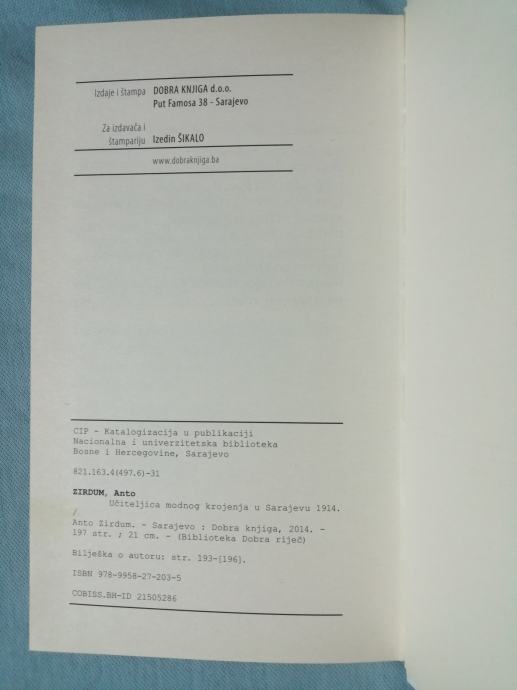 Izdaje i štampa DOBRA KNJIGA d.o.o.
Put Famosa 38 - Sarajevo
Za izdavača i
štampariju Izedin ŠIKALO
www.dobraknjiga.ba
CIP - Katalogizacija u publikaciji
Nacionalna i univerzitetska biblioteka
Bosne i Hercegovine, Sarajevo
821.163.4(497.6)-31
ZIRDUM, Anto
Učiteljica modnog krojenja u Sarajevu 1914.
/
Anto Zirdum. - Sarajevo : Dobra knjiga, 2014. -
197 str. ; 21 cm. - (Biblioteka Dobra riječ)
Bilješka o autoru: str. 193-[196].
ISBN 978-9958-27-203-5
COBISS.BH-ID 21505286